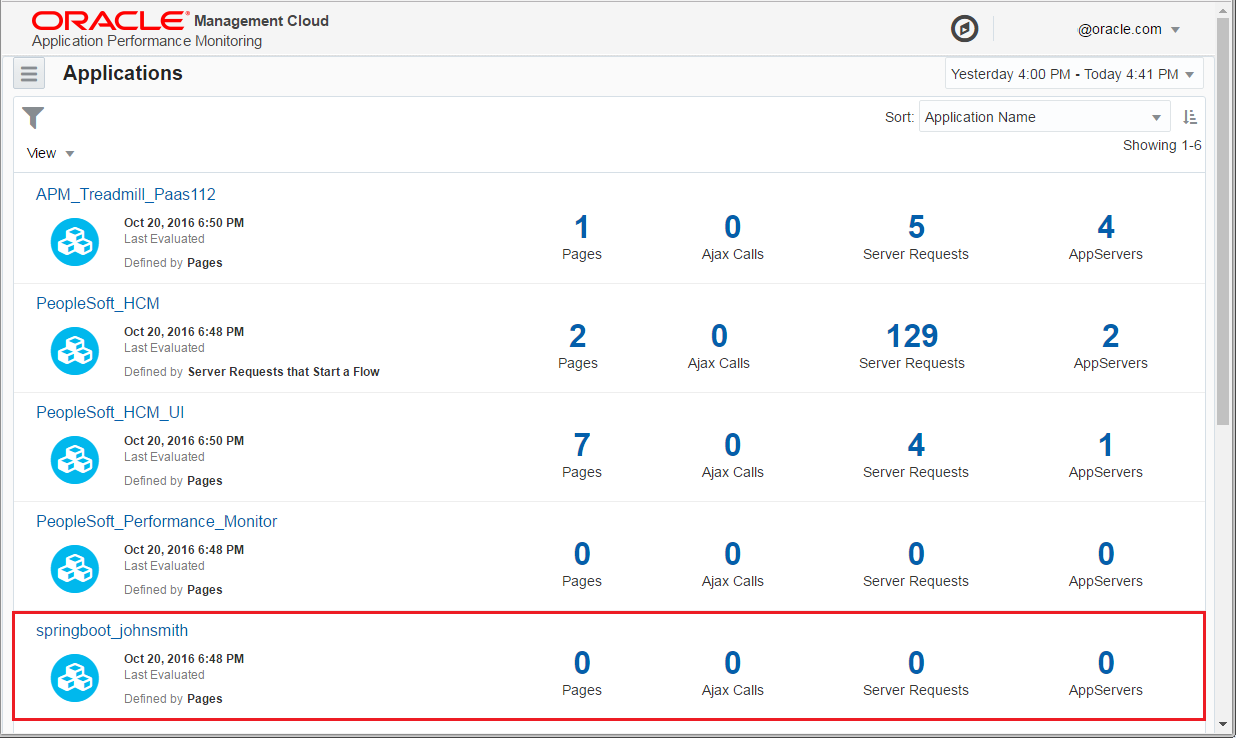 ORACLE® Management Cloud
Application Performance Monitoring
@oracle.com
Applications
Yesterday 4:00 PM - Today 4:41 PM
Sort: Application Name
Showing 1-6
View
APM_Treadmill_Paas112
Oct 20, 2016 6:50 PM
Last Evaluated
Defined by Pages
1 0 5 4
Pages Ajax Calls Server Requests AppServers
PeopleSoft_HCM
Oct 20, 2016 6:48 PM
Last Evaluated
Defined by Server Requests that Start a Flow
2 0 129 2
Pages Ajax Calls Server Requests AppServers
PeopleSoft_HCM_UI
Oct 20, 2016 6:50 PM
Last Evaluated
Defined by Pages
7 0 4 1
Pages Ajax Calls Server Requests AppServers
PeopleSoft_Performance_Monitor
Oct 20, 2016 6:48 PM
Last Evaluated
Defined by Pages
0 0 0 0
Pages Ajax Calls Server Requests AppServers
springboot_johnsmith
Oct 20, 2016 6:48 PM
Last Evaluated
Defined by Pages
0 0 0 0
Pages Ajax Calls Server Requests AppServers